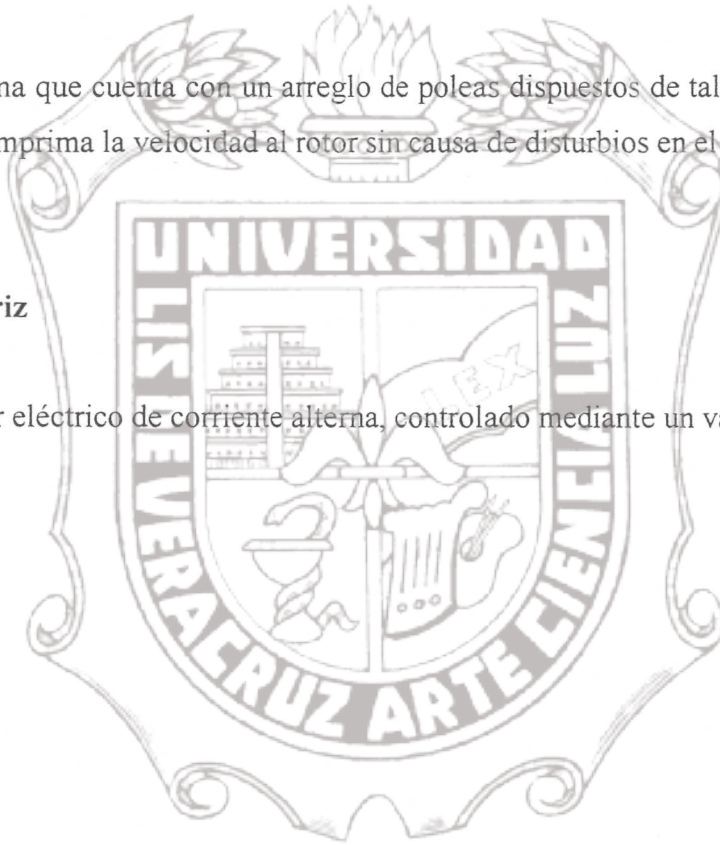 na que cuenta con un arreglo de poleas dispuestos de tal
mprima la velocidad al rotor sin causa de disturbios en el
riz
r eléctrico de corriente alterna, controlado mediante un va
UNIVERSIDAD
LIS IE VERACRUZ ARTE CIENCIA LUZ
LEX